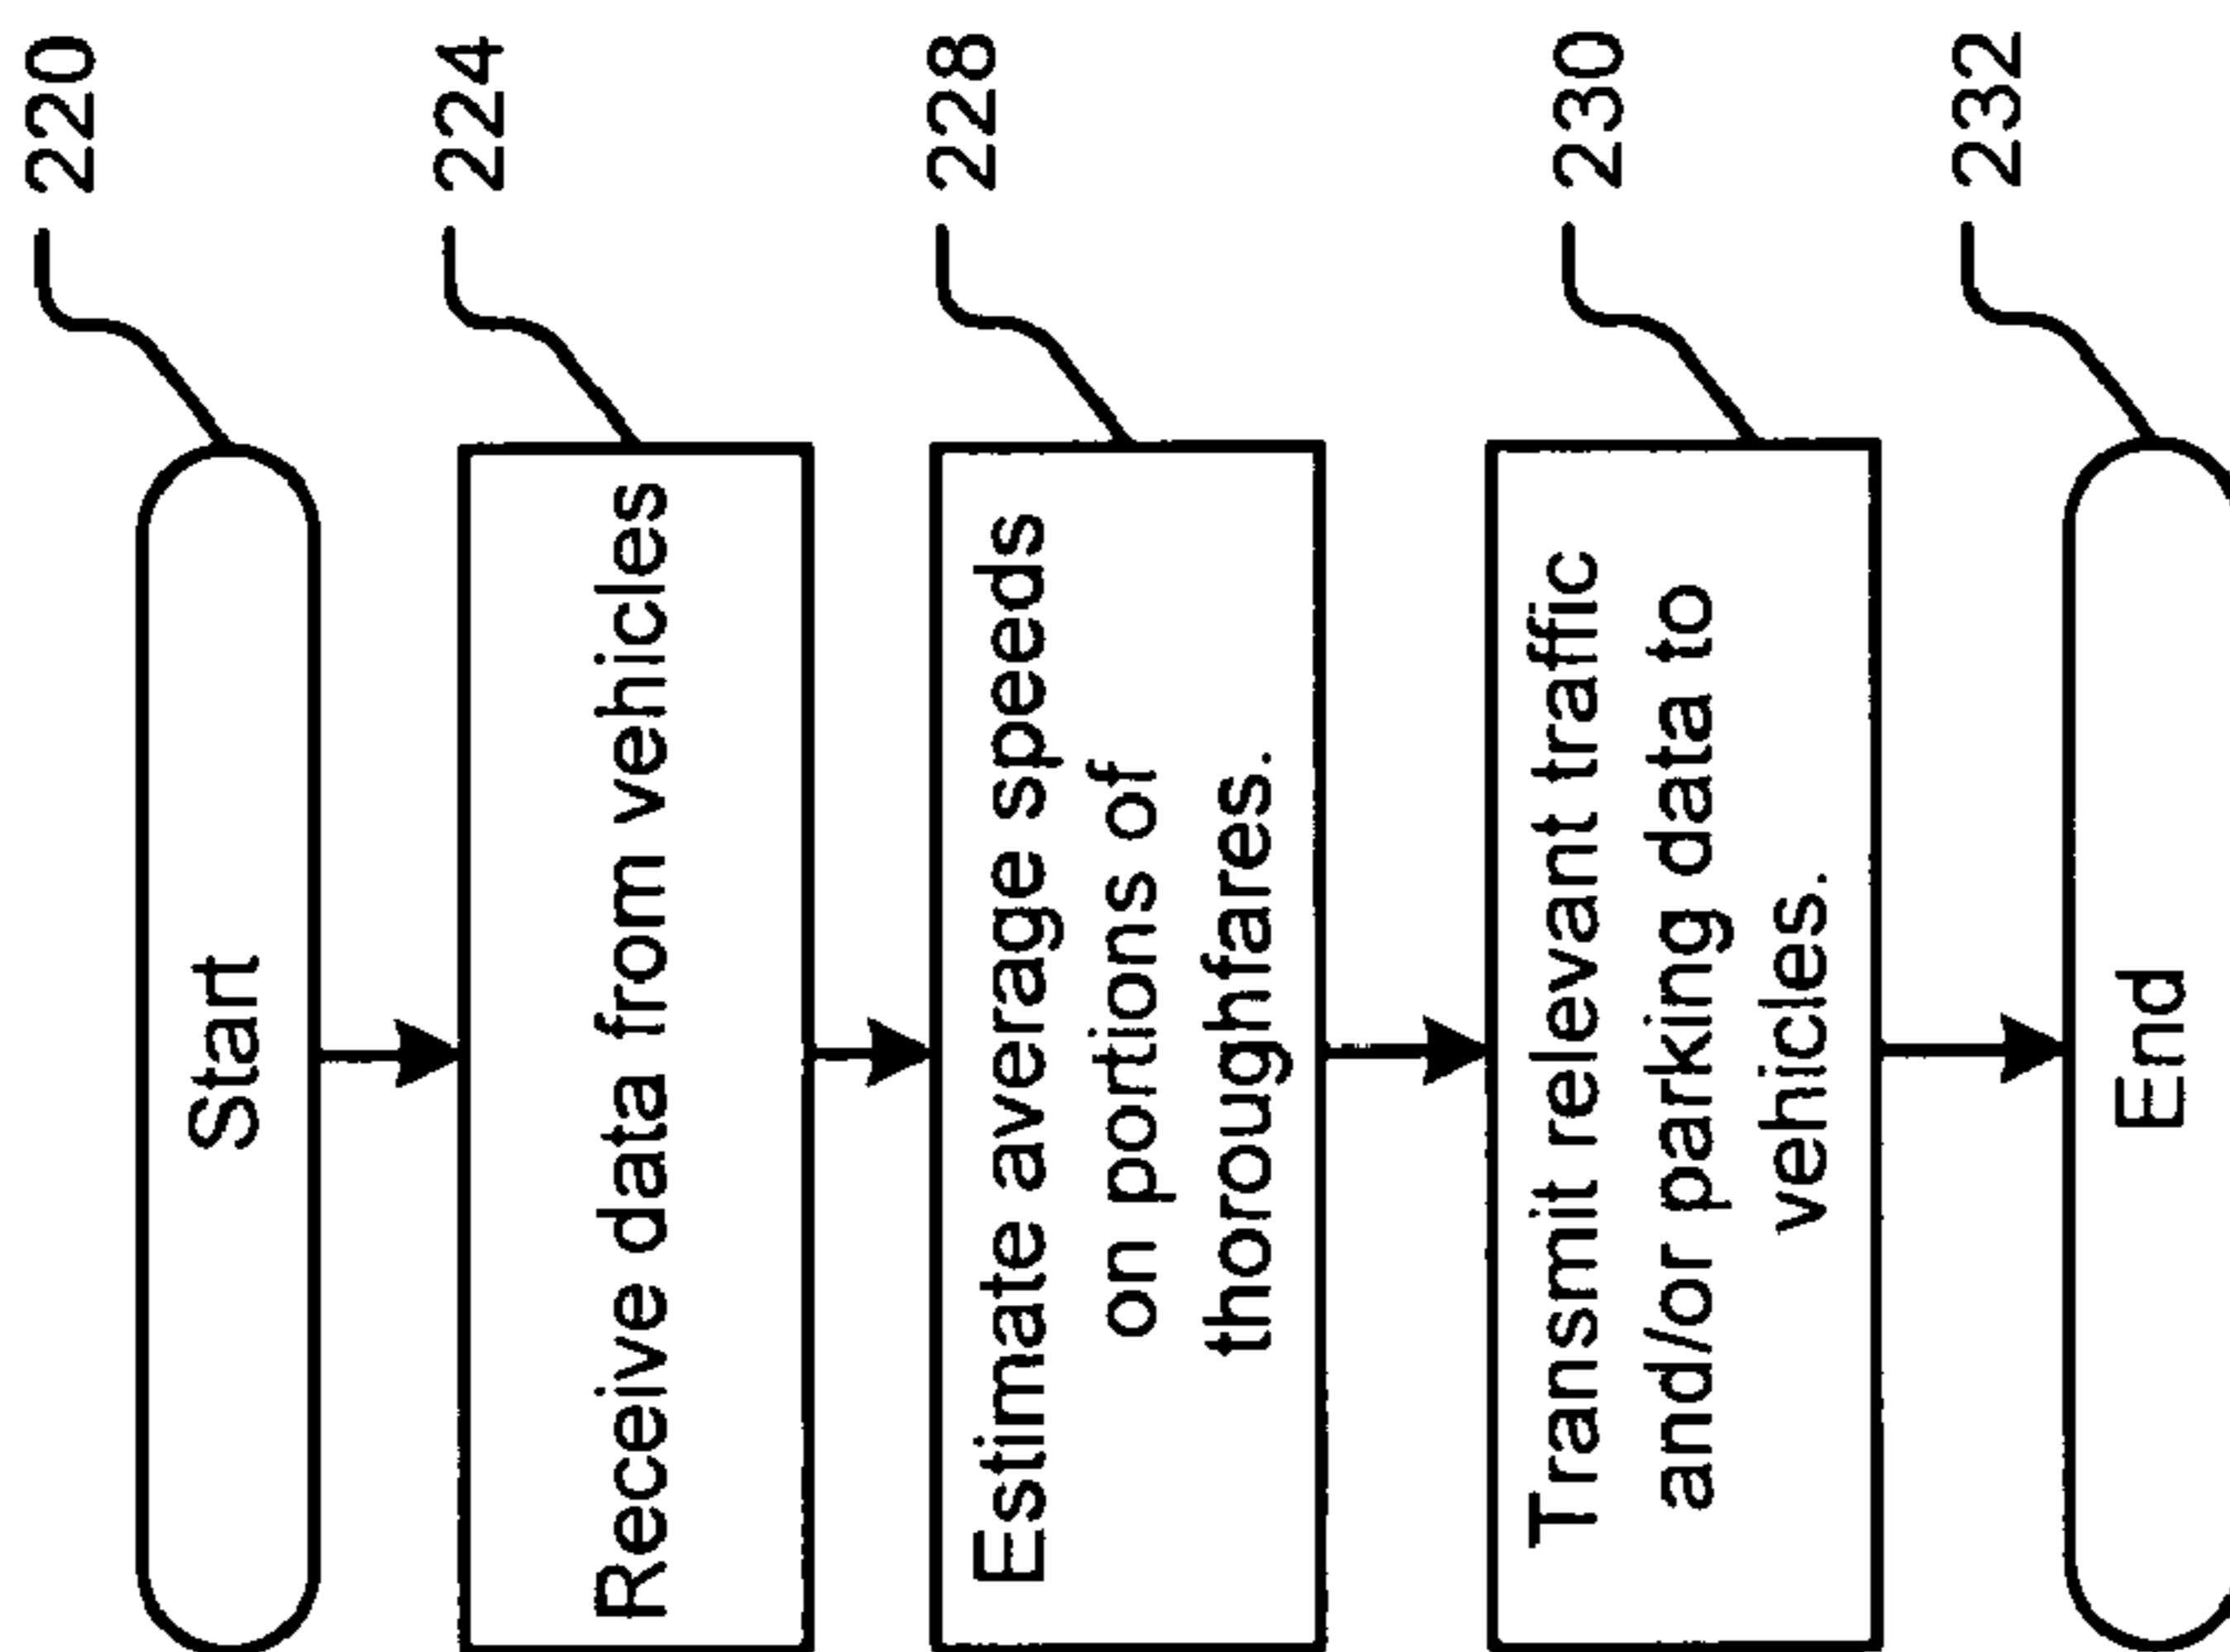 Start
220
Receive data from vehicles
224
Estimate average speeds
on portions of
thoroughfares.
228
Transmit relevant traffic
and/or parking data to
vehicles.
230
End
232